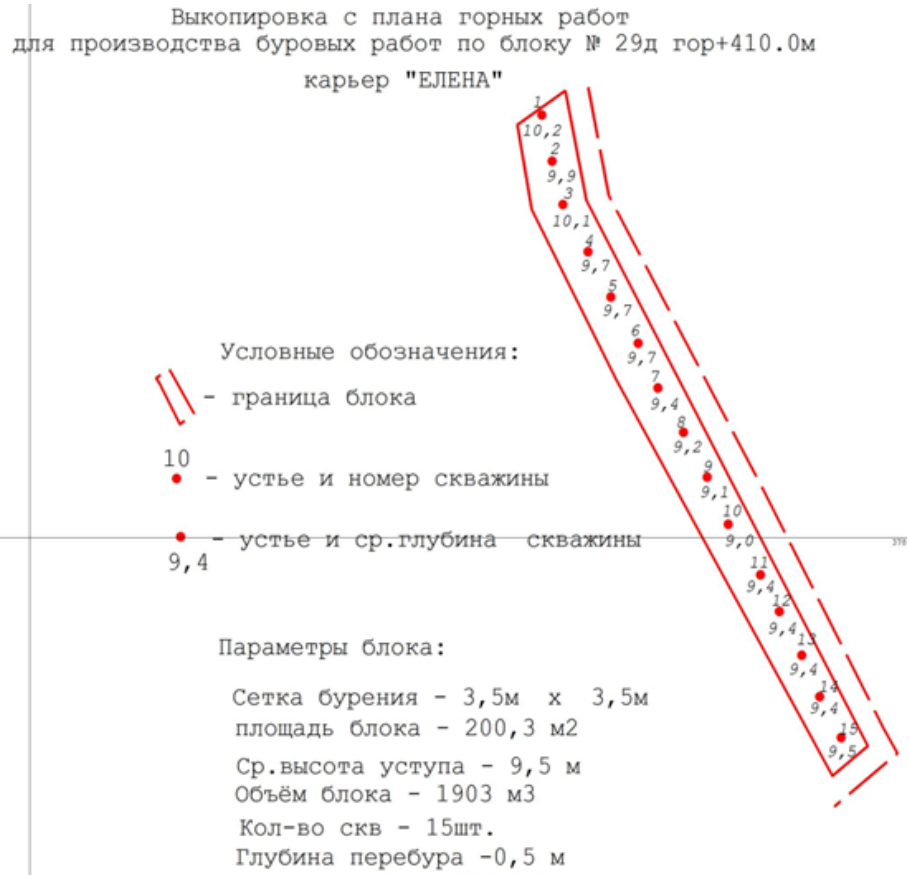 Выкопировка с плана горных работ
для производства буровых работ по блоку № 29д гор+410.0м
карьер "ЕЛЕНА"
1
10,2
2
9,9
3
10,1
4
9,7
5
9,7
6
9,7
7
9,4
8
9,2
9
9,1
10
9,0
11
9,4
12
9,4
13
9,4
14
9,4
15
9,5
Условные обозначения:
- граница блока
10
- устье и номер скважины
- устье и ср.глубина скважины
9,4
Параметры блока:
Сетка бурения - 3,5м х 3,5м
площадь блока - 200,3 м2
Ср.высота уступа - 9,5 м
Объём блока - 1903 м3
Кол-во скв - 15шт.
Глубина перебура -0,5 м